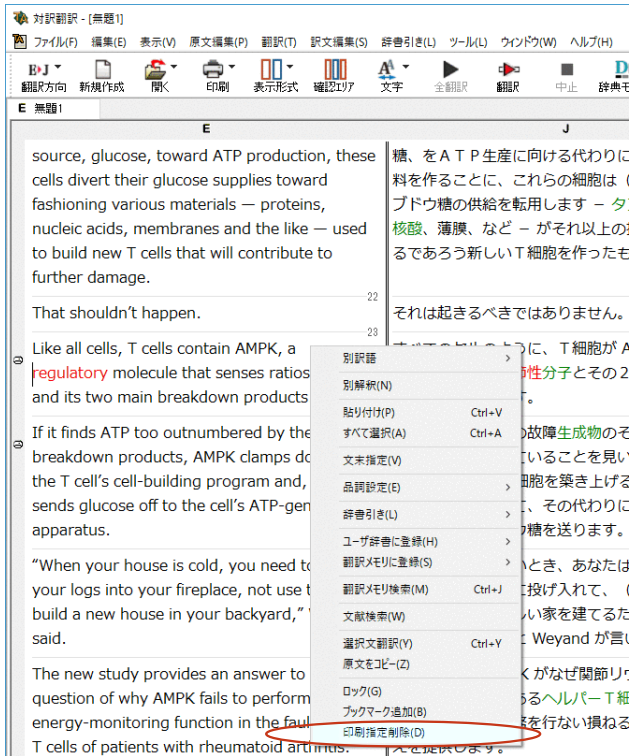 対訳翻訳 - [無題1]
ファイル(F) 編集(E) 表示(V) 原文編集(P) 翻訳(T) 訳文編集(S) 辞書引き(L) ツール(L) ウィンドウ(W) ヘルプ(H)
E▸J
翻訳方向 新規作成 開く 印刷 表示形式 確認エリア 文字 全翻訳 翻訳 中止 辞典モ
E 無題1
E
J
source, glucose, toward ATP production, these
cells divert their glucose supplies toward
fashioning various materials — proteins,
nucleic acids, membranes and the like — used
to build new T cells that will contribute to
further damage.
糖、をＡＴＰ生産に向ける代わりに
料を作ることに、これらの細胞は（
ブドウ糖の供給を転用します － タン
核酸、薄膜、など － がそれ以上の
るであろう新しいＴ細胞を作ったも
22
That shouldn’t happen.
それは起きるべきではありません。
23
Like all cells, T cells contain AMPK, a
regulatory molecule that senses ratios
and its two main breakdown products
に、Ｔ細胞が A
性分子とその２
If it finds ATP too outnumbered by the
breakdown products, AMPK clamps do
the T cell’s cell-building program and,
sends glucose off to the cell’s ATP-gen
apparatus.
の故障生成物のそ
ていることを見い
細胞を築き上げる
、その代わりに
ウ糖を送ります。
“When your house is cold, you need to
your logs into your fireplace, not use t
build a new house in your backyard,”
said.
いとき、あなたは
に投げ入れて、（
しい家を建てるた
と Weyand が言い
The new study provides an answer to
question of why AMPK fails to perform
energy-monitoring function in the fau
T cells of patients with rheumatoid arthritis.
K がなぜ関節リウ
あるヘルパーＴ細
を行ない損ねる
えを提供します。
別訳語
別解釈(N)
貼り付け(P) Ctrl+V
すべて選択(A) Ctrl+A
文末指定(V)
品詞設定(E)
辞書引き(L)
ユーザ辞書に登録(H)
翻訳メモリに登録(S)
翻訳メモリ検索(M) Ctrl+J
文献検索(W)
選択文翻訳(Y) Ctrl+Y
原文をコピー(Z)
ロック(G)
ブックマーク追加(B)
印刷指定削除(D)